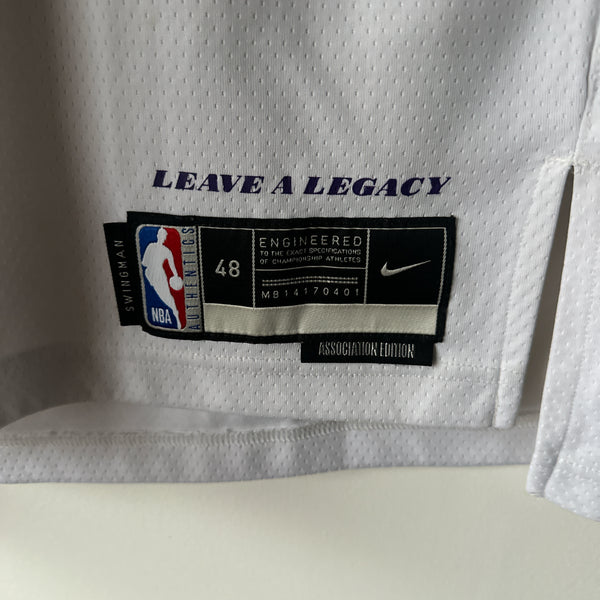 LEAVE A LEGACY
SWINGMAN
NBA
AUTHENTICS
48
ENGINEERED
TO THE EXACT SPECIFICATIONS
OF CHAMPIONSHIP ATHLETES
MB14170401
ASSOCIATION EDITION